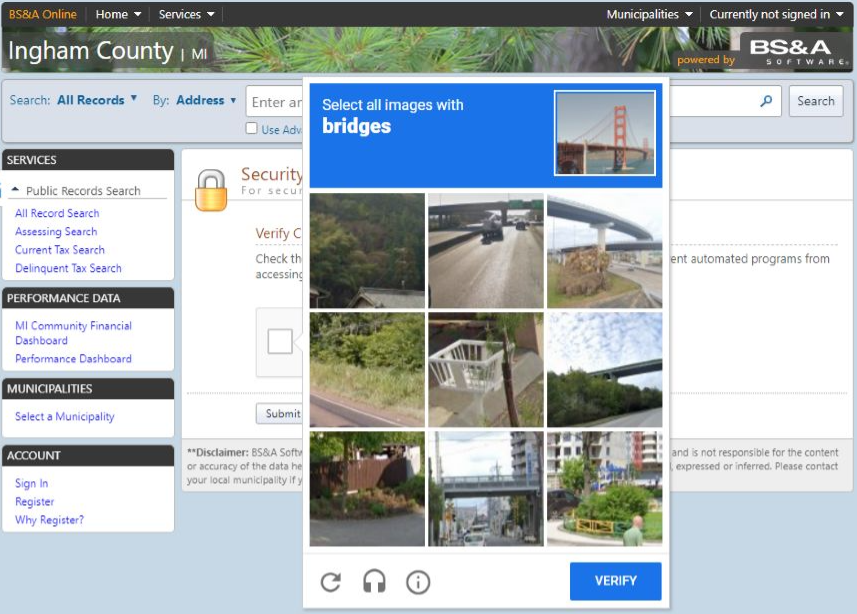 BS&A Online Home Services Municipalities Currently not signed in
Ingham County | MI
powered by BS&A SOFTWARE
Search: All Records By: Address Enter ar Search
Use Adv
SERVICES
Public Records Search
All Record Search
Assessing Search
Current Tax Search
Delinquent Tax Search
PERFORMANCE DATA
MI Community Financial
Dashboard
Performance Dashboard
MUNICIPALITIES
Select a Municipality
ACCOUNT
Sign In
Register
Why Register?
Security
For secur
Verify C
Check th
ent automated programs from
accessing
Submit
**Disclaimer: BS&A Softw
and is not responsible for the content
or accuracy of the data he
, expressed or inferred. Please contact
your local municipality if y
Select all images with
bridges
VERIFY